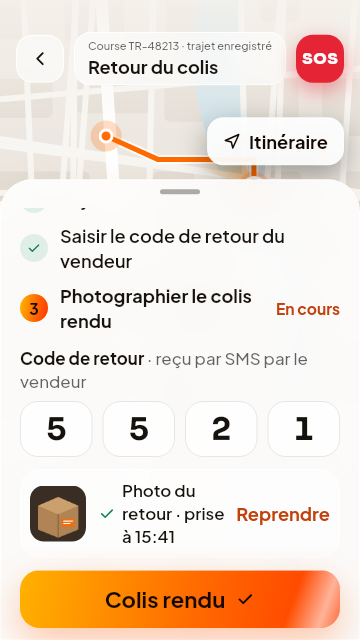 Course TR-48213 · trajet enregistré
Retour du colis
SOS
Itinéraire
Saisir le code de retour du
vendeur
3
Photographier le colis
rendu
En cours
Code de retour · reçu par SMS par le
vendeur
5 5 2 1
Photo du
retour · prise
à 15:41
Reprendre
Colis rendu